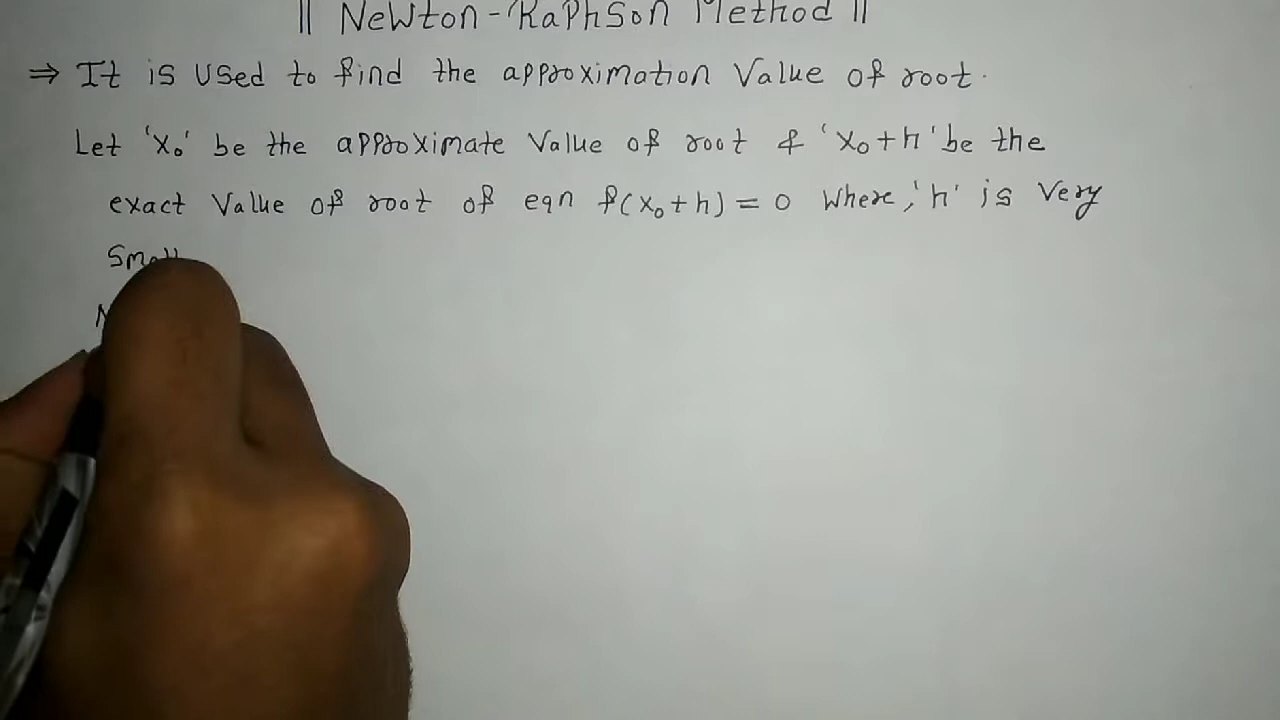 || Newton-Raphson Method ||
⇒ It is used to find the approximation Value of root.
Let 'x₀' be the approximate Value of root & 'x₀+h' be the
exact Value of root of eqn f(x₀+h) = 0 Where, 'h' is Very
Small